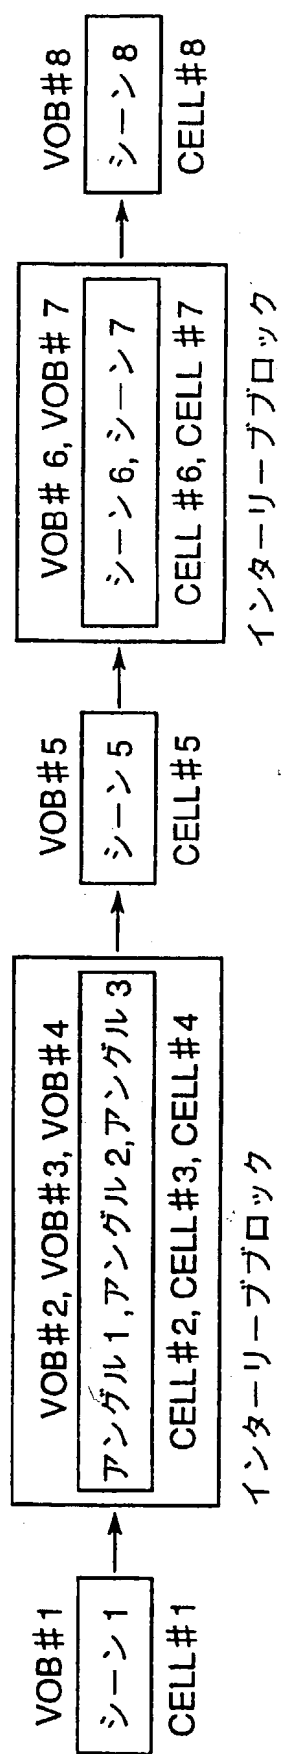 VOB#1
シーン1
CELL#1
VOB#2, VOB#3, VOB#4
アングル1,アングル2,アングル3
CELL#2, CELL#3, CELL#4
インターリーブブロック
VOB#5
シーン5
CELL#5
VOB# 6, VOB# 7
シーン6,シーン7
CELL #6, CELL #7
インターリーブブロック
VOB#8
シーン8
CELL#8